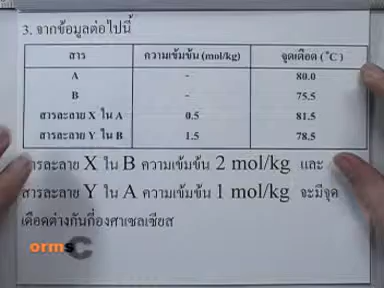 3. จากข้อมูลต่อไปนี้
สาร ความเข้มข้น (mol/kg) จุดเดือด (°C)
A - 80.0
B - 75.5
สารละลาย X ใน A 0.5 81.5
สารละลาย Y ใน B 1.5 78.5
สารละลาย X ใน B ความเข้มข้น 2 mol/kg และ
สารละลาย Y ใน A ความเข้มข้น 1 mol/kg จะมีจุด
เดือดต่างกันกี่องศาเซลเซียส
orms